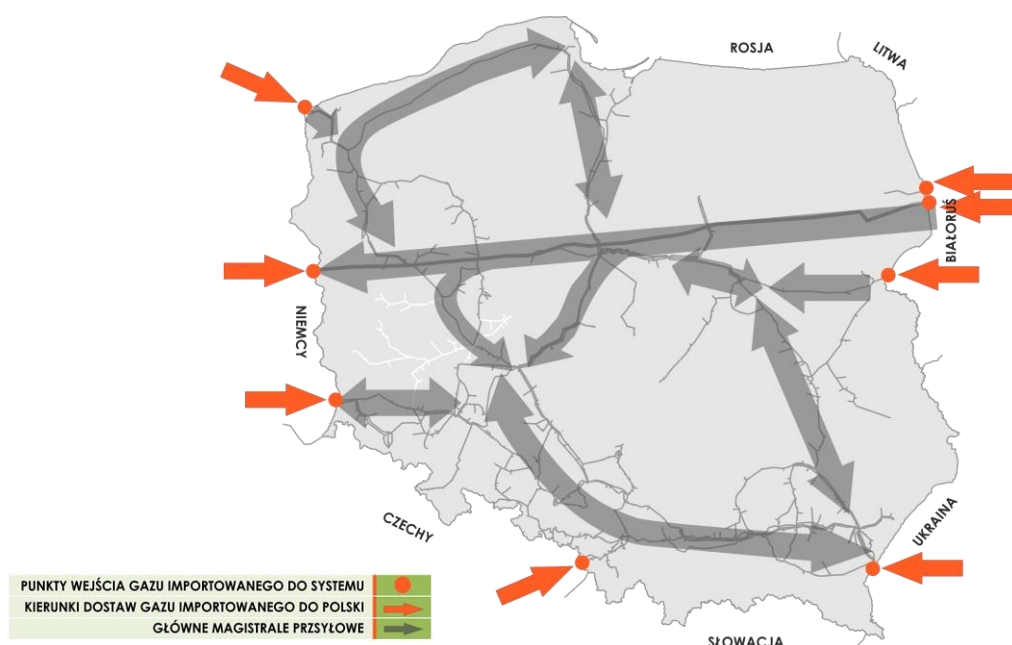 ROSJA
LITWA
BIAŁORUŚ
NIEMCY
CZECHY
UKRAINA
SŁOWACJA
PUNKTY WEJŚCIA GAZU IMPORTOWANEGO DO SYSTEMU
KIERUNKI DOSTAW GAZU IMPORTOWANEGO DO POLSKI
GŁÓWNE MAGISTRALE PRZYSYŁOWE